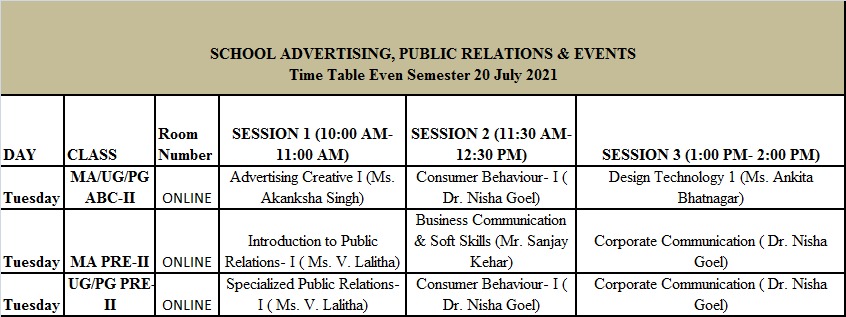 SCHOOL ADVERTISING, PUBLIC RELATIONS & EVENTS
Time Table Even Semester 20 July 2021
DAY
CLASS
Room
Number
SESSION 1 (10:00 AM-
11:00 AM)
SESSION 2 (11:30 AM-
12:30 PM)
SESSION 3 (1:00 PM- 2:00 PM)
Tuesday
MA/UG/PG
ABC-II
ONLINE
Advertising Creative I (Ms.
Akanksha Singh)
Consumer Behaviour- I (
Dr. Nisha Goel)
Design Technology 1 (Ms. Ankita
Bhatnagar)
Tuesday
MA PRE-II
ONLINE
Introduction to Public
Relations- I ( Ms. V. Lalitha)
Business Communication
& Soft Skills (Mr. Sanjay
Kehar)
Corporate Communication ( Dr. Nisha
Goel)
Tuesday
UG/PG PRE-
II
ONLINE
Specialized Public Relations-
I ( Ms. V. Lalitha)
Consumer Behaviour- I (
Dr. Nisha Goel)
Corporate Communication ( Dr. Nisha
Goel)